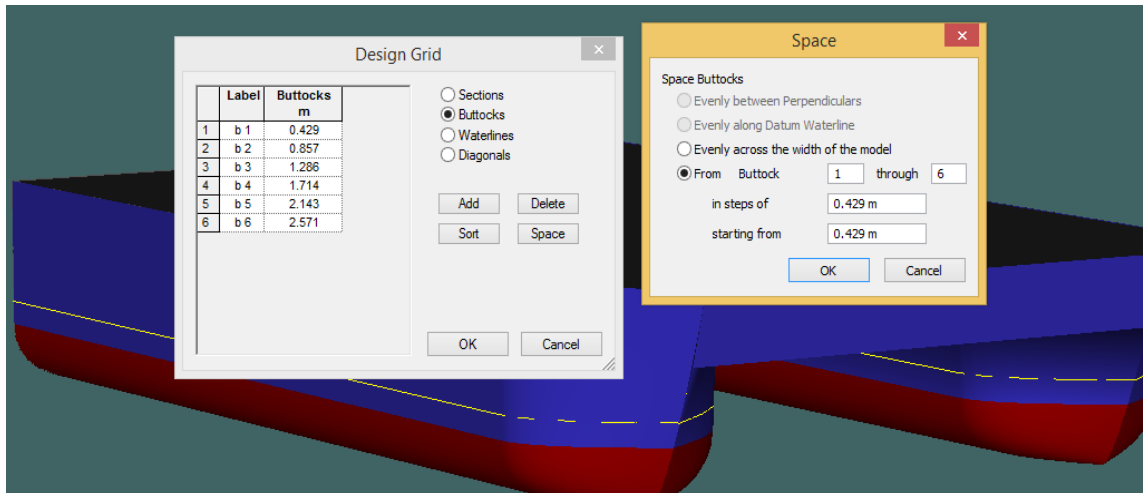 Design Grid
Label Buttocks
m
1 b 1 0.429
2 b 2 0.857
3 b 3 1.286
4 b 4 1.714
5 b 5 2.143
6 b 6 2.571
Sections
Buttocks
Waterlines
Diagonals
Add Delete
Sort Space
OK Cancel
Space
Space Buttocks
Evenly between Perpendiculars
Evenly along Datum Waterline
Evenly across the width of the model
From Buttock 1 through 6
in steps of 0.429 m
starting from 0.429 m
OK Cancel